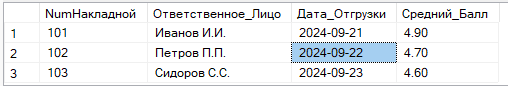 NumНакладной Ответственное_Лицо Дата_Отгрузки Средний_Балл
1 101 Иванов И.И. 2024-09-21 4.90
2 102 Петров П.П. 2024-09-22 4.70
3 103 Сидоров С.С. 2024-09-23 4.60